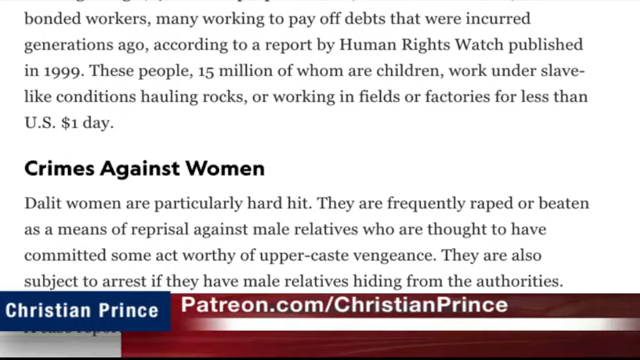 bonded workers, many working to pay off debts that were incurred
generations ago, according to a report by Human Rights Watch published
in 1999. These people, 15 million of whom are children, work under slave-
like conditions hauling rocks, or working in fields or factories for less than
U.S. $1 day.
Crimes Against Women
Dalit women are particularly hard hit. They are frequently raped or beaten
as a means of reprisal against male relatives who are thought to have
committed some act worthy of upper-caste vengeance. They are also
subject to arrest if they have male relatives hiding from the authorities.
Christian Prince
Patreon.com/ChristianPrince